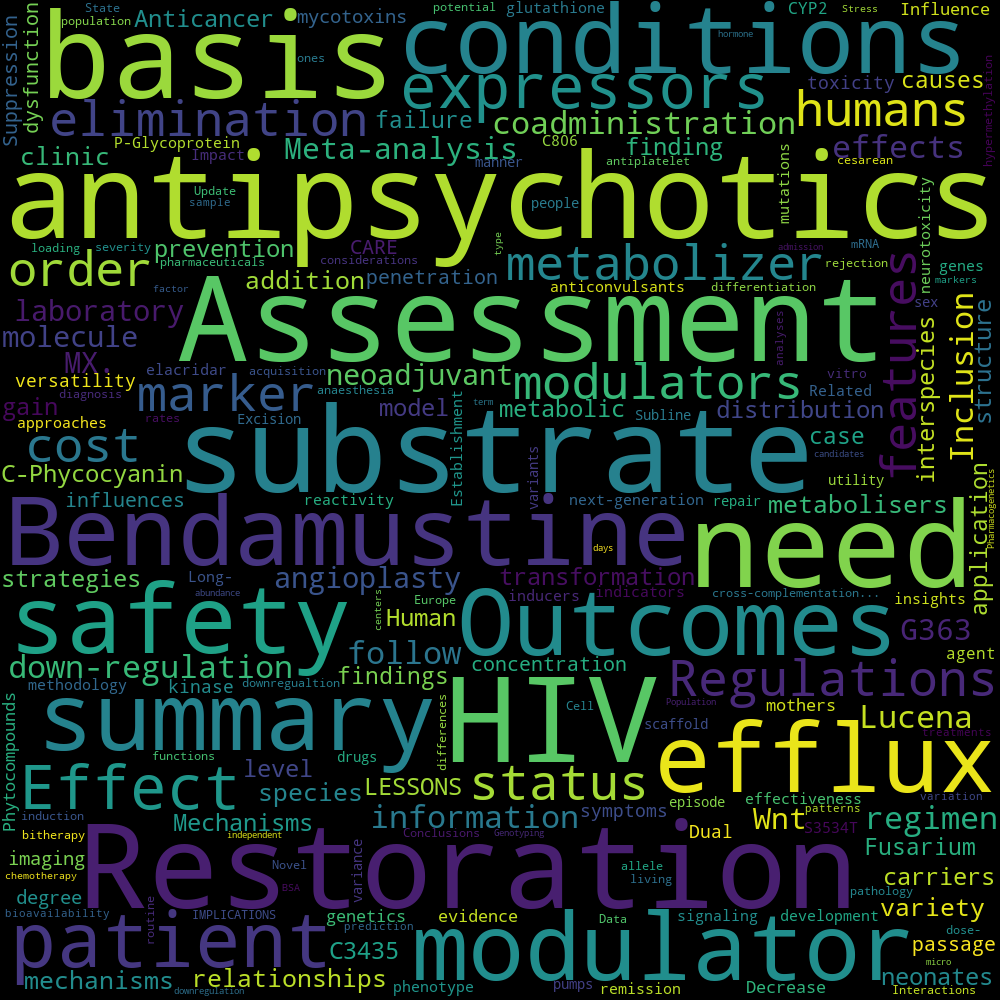 State
population
Anticancer
mycotoxins
potential
glutathione
CYP2
Stress
Influence
basis
conditions
hormone
ones
Suppression
dysfunction
expressors
toxicity
causes
hypermethylation
elimination
failure
coadministration
humans
P-Glycoprotein
C806
clinic
Impact
Meta-analysis
manner
antiplatelet
finding
mutations
cesarean
effects
antipsychotics
Update
sample
people
neurotoxicity
loading
severity
prevention
CARE
type
admission
mRNA
genes
order
pharmaceuticals
considerations
metabolizer
rejection
features
markers
factor
addition
penetration
anticonvulsants
differentiation
sex
laboratory
Assessment
analyses
Inclusion
structure
molecule
interspecies
MX.
elacridar
acquisition
neoadjuvant
modulators
vitro
versatility
diagnosis
marker
anaesthesia
Related
gain
rates
Excision
model
term
metabolic
Subline
distribution
approaches
cost
substrate
Establishment
case
candidates
C-Phycocyanin
utility
application
Pharmacogenetics
influences
reactivity
variants
next-generation
repair
metabolisers
Bendamustine
need
days
strategies
Long-
angioplasty
transformation
abundance
inducers
indicators
cross-complementation...
insights
safety
Europe
centers
Human
Outcomes
G363
follow
agent
down-regulation
findings
concentration
Regulations
methodology
kinase
downregualtion
Population
Phytocompounds
summary
HIV
differences
Cell
scaffold
mothers
Lucena
efflux
treatments
functions
drugs
Effect
level
species
LESSONS
status
symptoms
episode
effectiveness
variation
induction
information
patterns
Wnt
S3534T
regimen
bitherapy
Mechanisms
independent
Conclusions
Genotyping
Dual
Fusarium
imaging
chemotherapy
Restoration
Novel
variance
allele
living
carriers
degree
BSA
pathology
bioavailability
routine
IMPLICATIONS
genetics
evidence
Data
signaling
development
variety
dose-
patient
prediction
C3435
modulator
passage
micro
mechanisms
downregulation
relationships
phenotype
pumps
remission
Decrease
neonates
Interactions